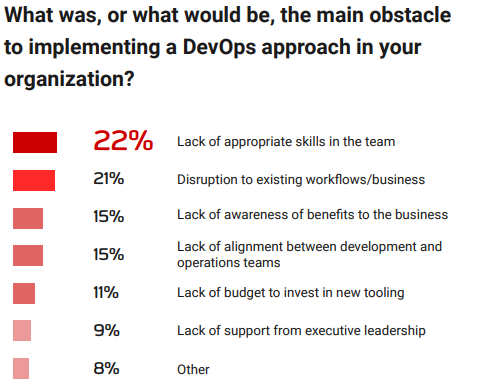 What was, or what would be, the main obstacle
to implementing a DevOps approach in your
organization?
22% Lack of appropriate skills in the team
21% Disruption to existing workflows/business
15% Lack of awareness of benefits to the business
15% Lack of alignment between development and
operations teams
11% Lack of budget to invest in new tooling
9% Lack of support from executive leadership
8% Other